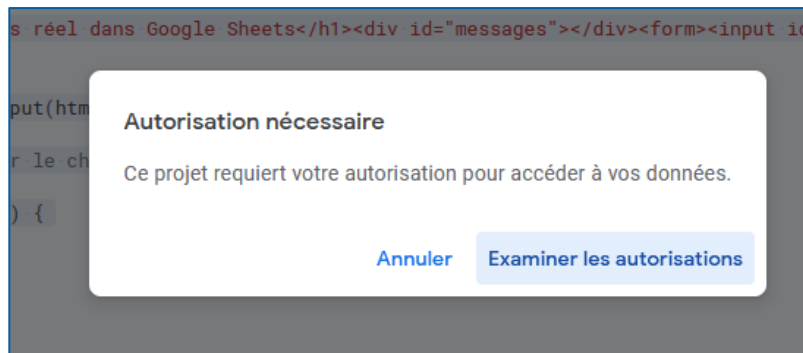 s réel dans Google Sheets</h1><div id="messages"></div><form><input id
put(htm
Autorisation nécessaire
r le ch
Ce projet requiert votre autorisation pour accéder à vos données.
) {
Annuler Examiner les autorisations